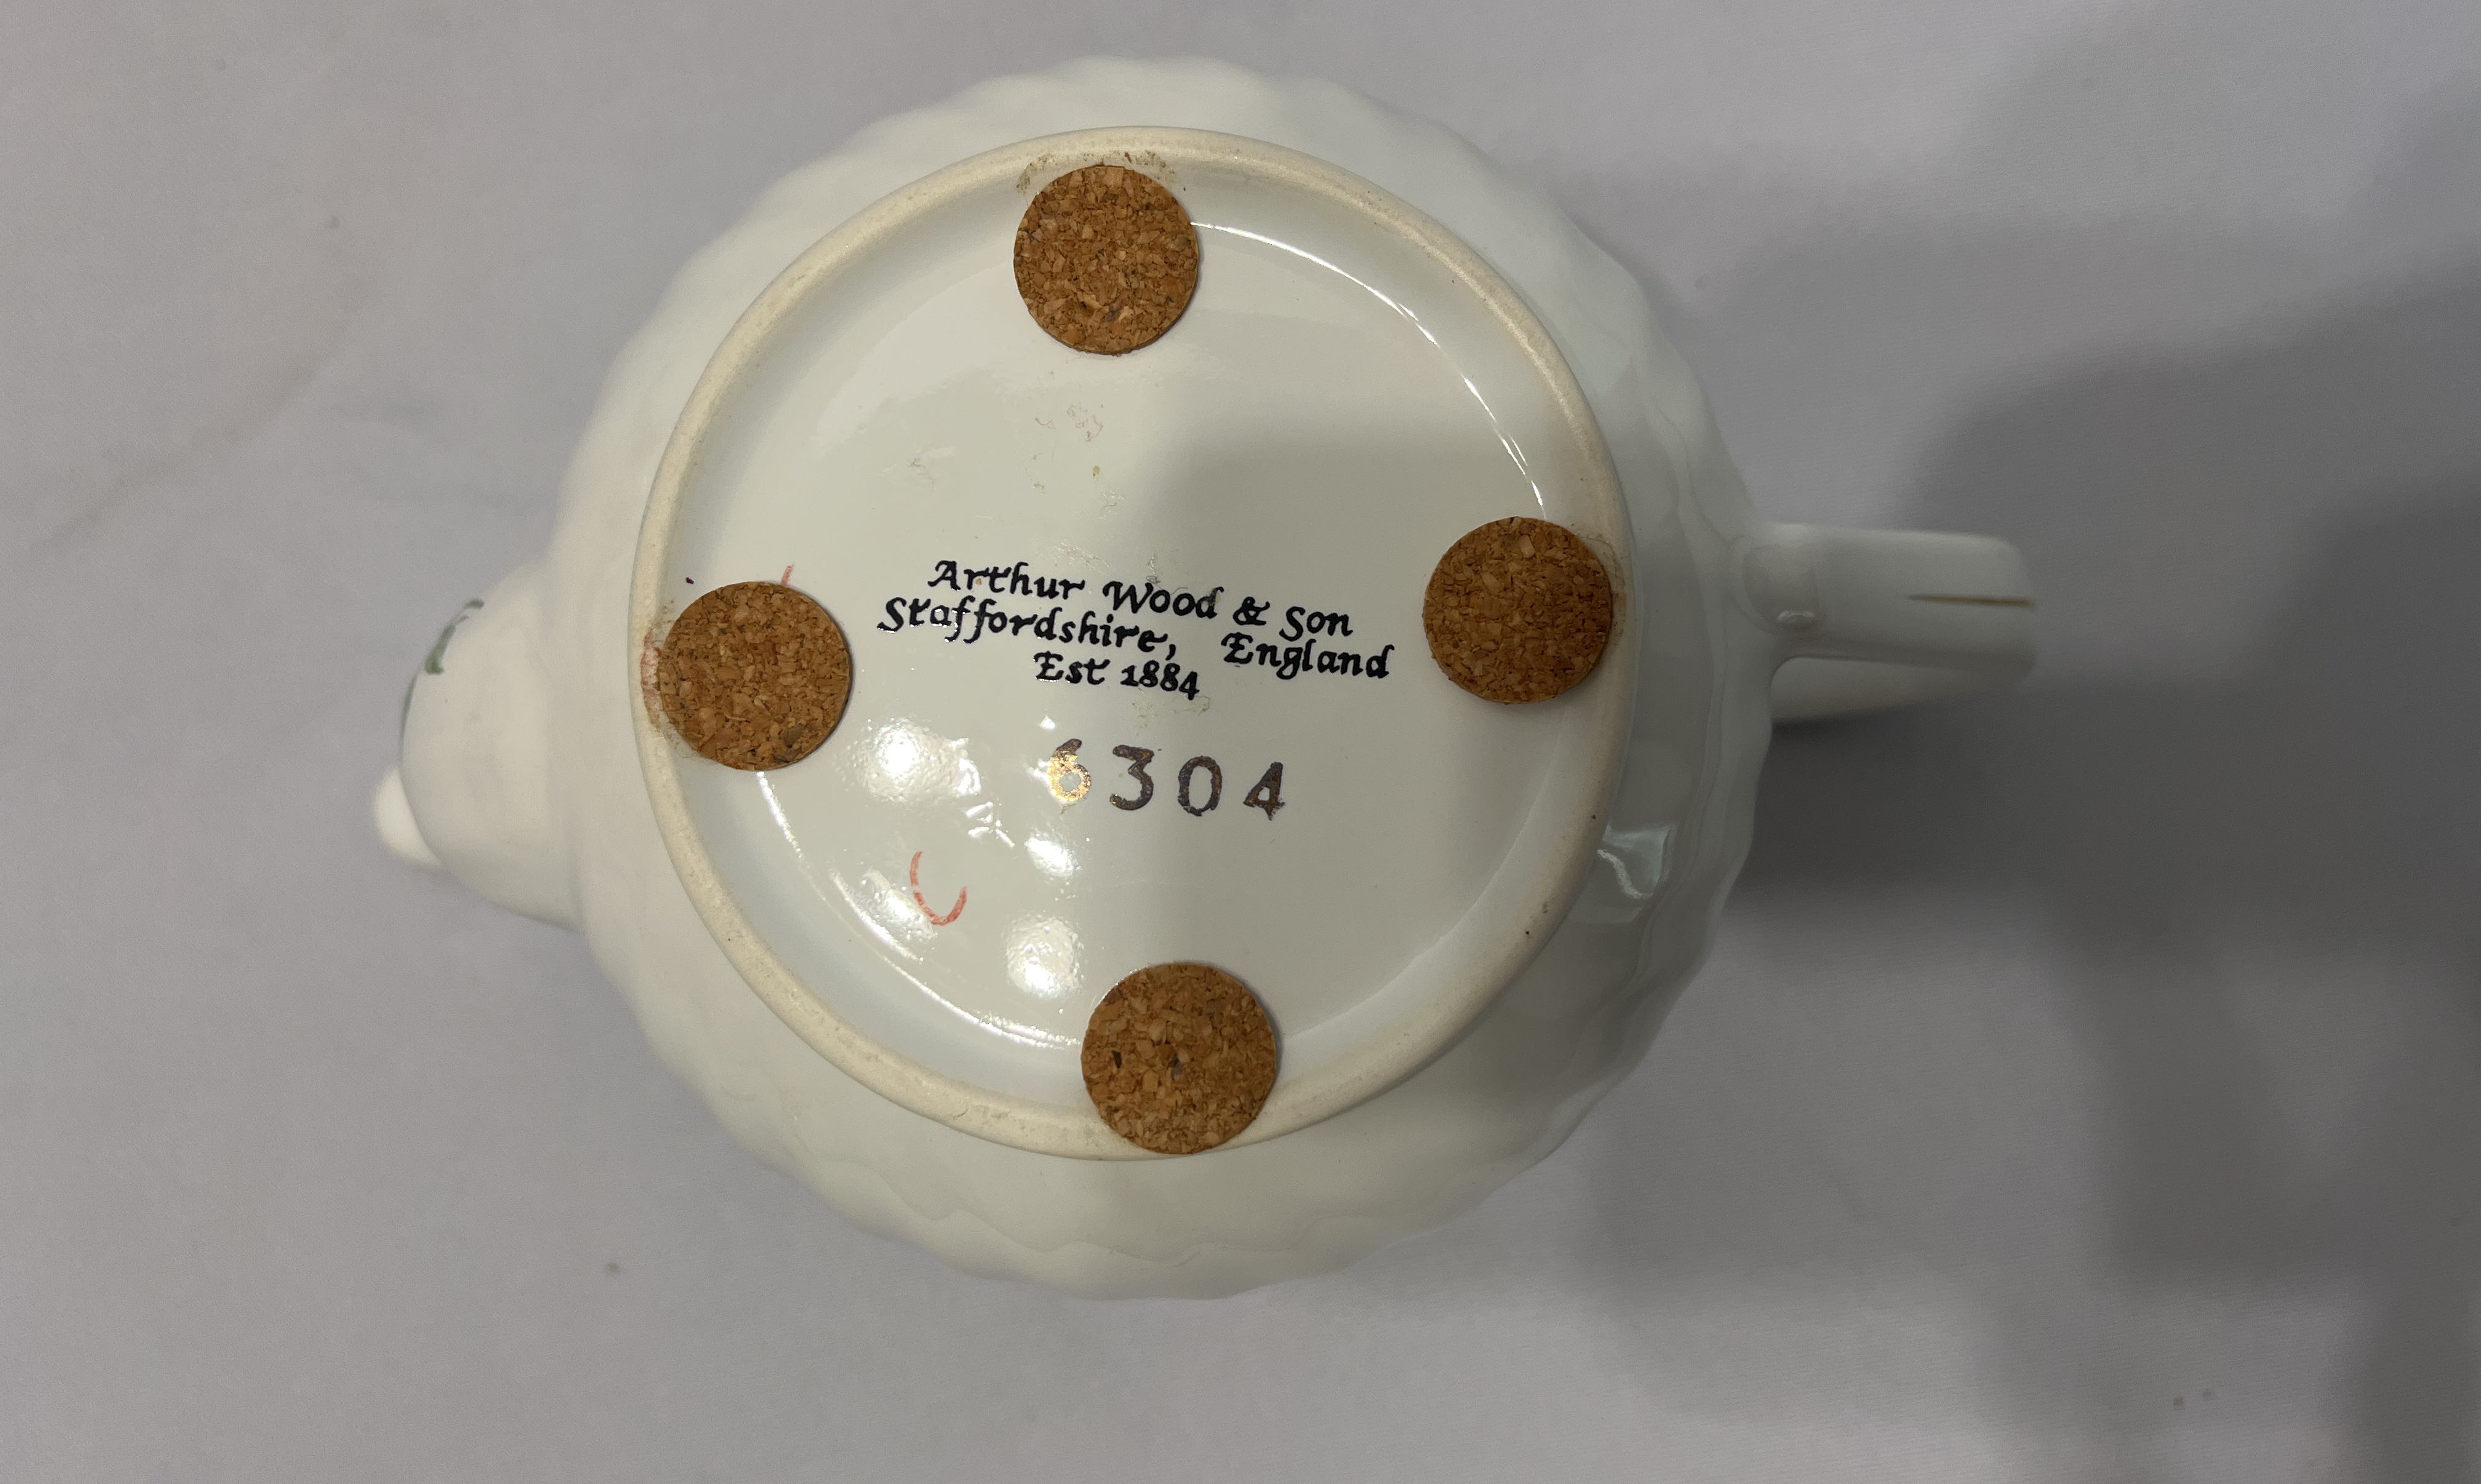 Arthur Wood & Son
Staffordshire, England
Est 1884
6304